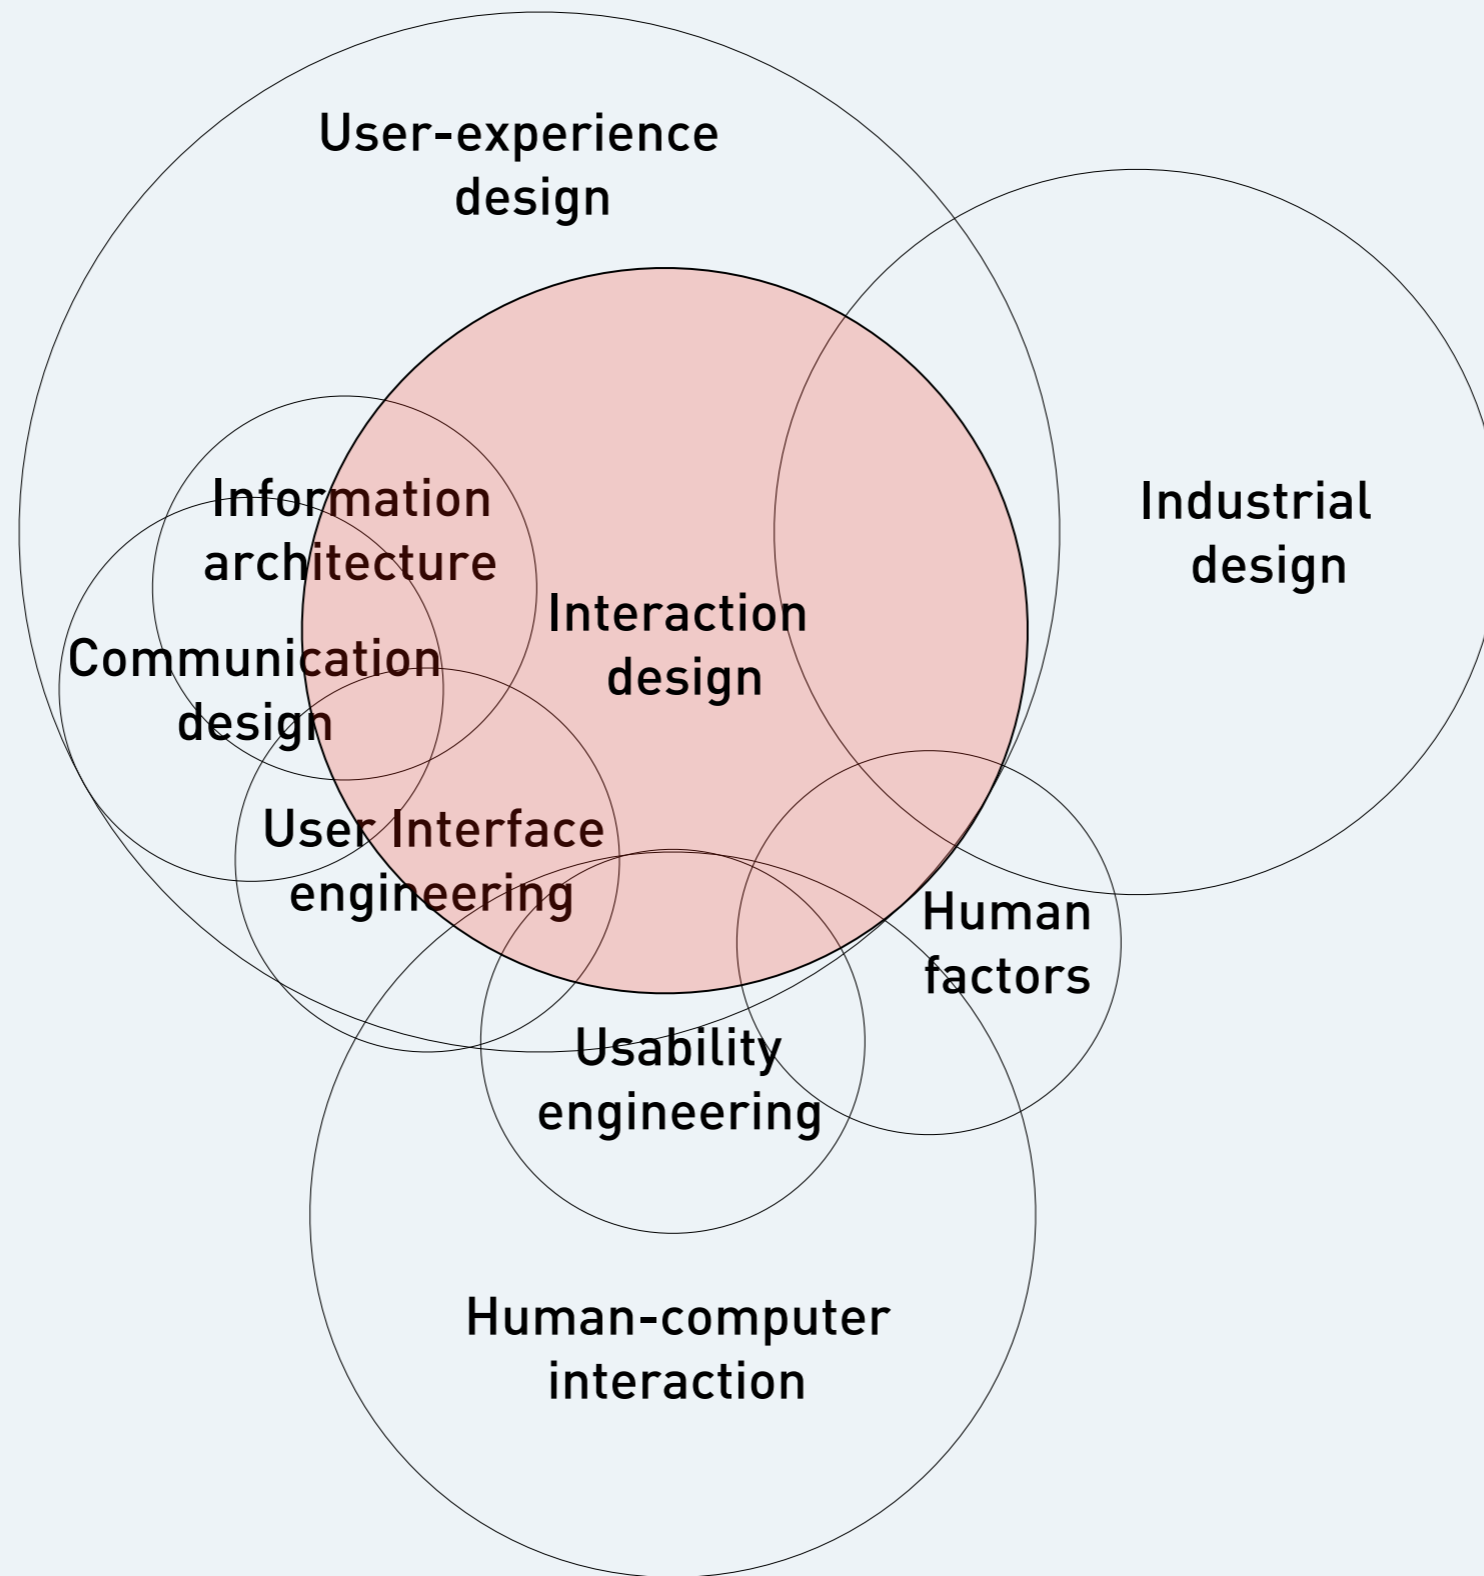 User-experience
design
Information
architecture
Industrial
design
Interaction
design
Communication
design
User Interface
engineering
Human
factors
Usability
engineering
Human-computer
interaction